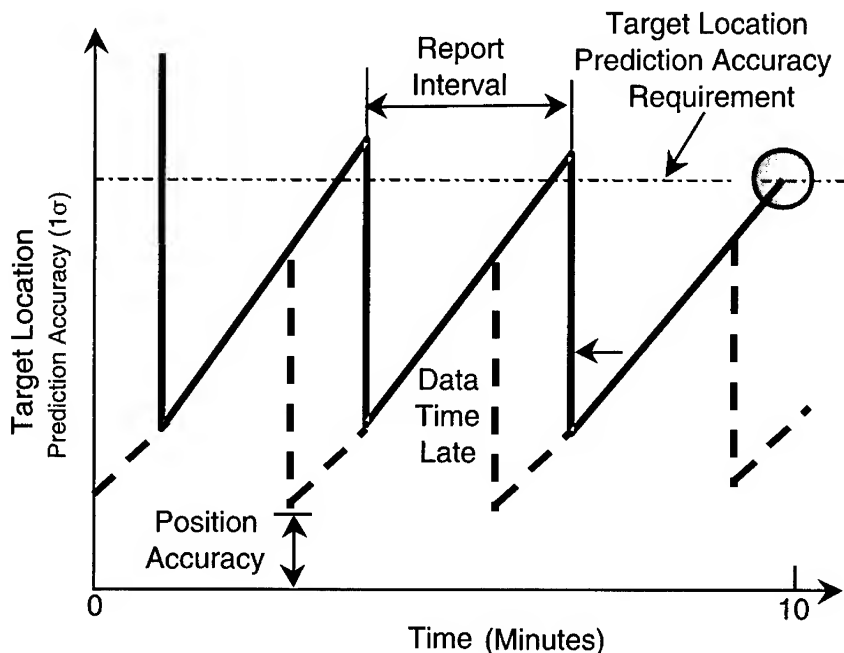 Target Location
Prediction Accuracy
Requirement
Report
Interval
Target Location
Prediction Accuracy (1σ)
Data
Time
Late
Position
Accuracy
0
10
Time (Minutes)